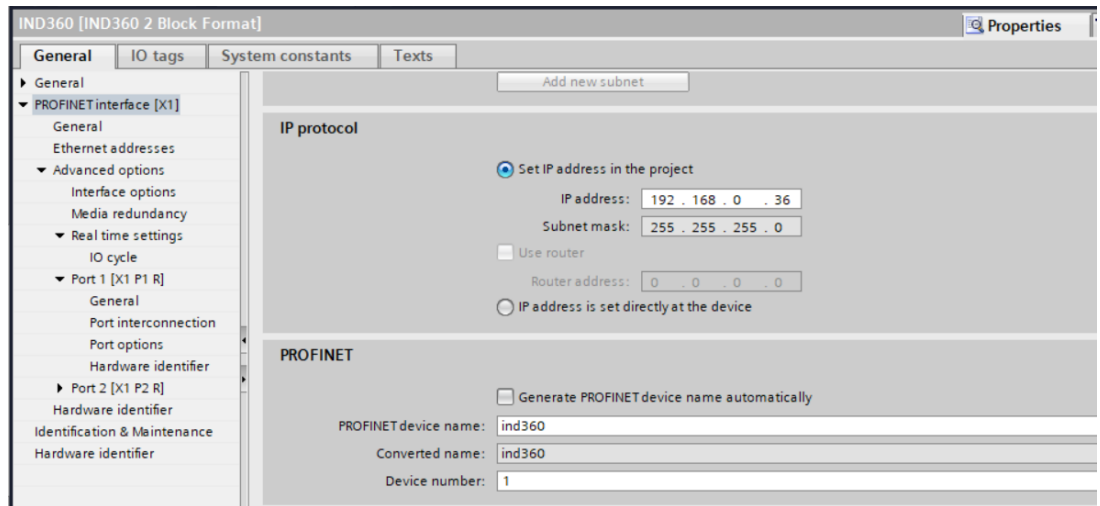 IND360 [IND360 2 Block Format]
Properties
General IO tags System constants Texts
General
PROFINET interface [X1]
General
Ethernet addresses
Advanced options
Interface options
Media redundancy
Real time settings
IO cycle
Port 1 [X1 P1 R]
General
Port interconnection
Port options
Hardware identifier
Port 2 [X1 P2 R]
Hardware identifier
Identification & Maintenance
Hardware identifier
Add new subnet
IP protocol
Set IP address in the project
IP address: 192 . 168 . 0 . 36
Subnet mask: 255 . 255 . 255 . 0
Use router
Router address: 0 . 0 . 0 . 0
IP address is set directly at the device
PROFINET
Generate PROFINET device name automatically
PROFINET device name: ind360
Converted name: ind360
Device number: 1